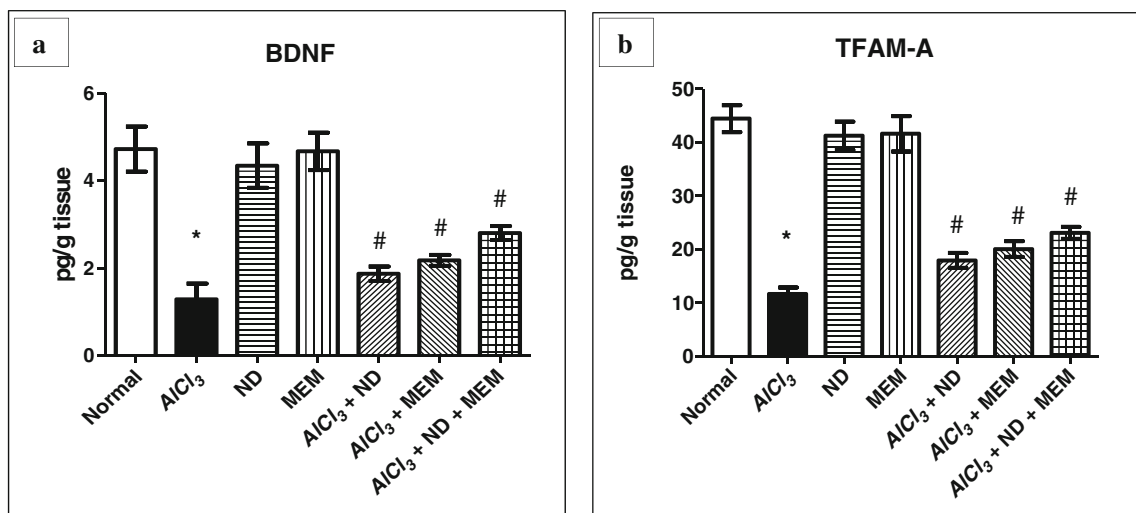 a
BDNF
pg/g tissue
6
4
2
0
*
#
#
#
Normal
AlCl₃
ND
MEM
AlCl₃ + ND
AlCl₃ + MEM
AlCl₃ + ND + MEM
b
TFAM-A
pg/g tissue
50
40
30
20
10
0
*
#
#
#
Normal
AlCl₃
ND
MEM
AlCl₃ + ND
AlCl₃ + MEM
AlCl₃ + ND + MEM